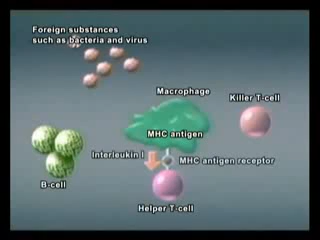 Foreign substances
such as bacteria and virus
Macrophage
Killer T-cell
MHC antigen
Interleukin I
MHC antigen receptor
B-cell
Helper T-cell